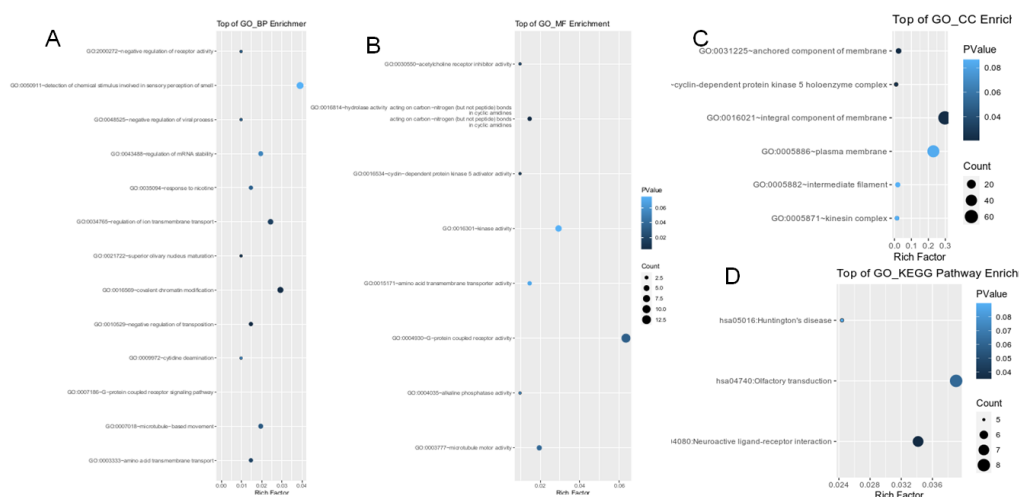 A
Top of GO_BP Enrichmer
GO:2000272~negative regulation of receptor activity
GO:0050911~detection of chemical stimulus involved in sensory perception of smell
GO:0048525~negative regulation of viral process
GO:0043488~regulation of mRNA stability
GO:0035094~response to nicotine
GO:0034765~regulation of ion transmembrane transport
GO:0021722~superior olivary nucleus maturation
GO:0016569~covalent chromatin modification
GO:0010529~negative regulation of transposition
GO:0009972~cytidine deamination
GO:0007186~G-protein coupled receptor signaling pathway
GO:0007018~microtubule-based movement
GO:0003333~amino acid transmembrane transport
0.00 0.01 0.02 0.03 0.04
Rich Factor
B
Top of GO_MF Enrichment
GO:0030550~acetylcholine receptor inhibitor activity
GO:0016814~hydrolase activity acting on carbon-nitrogen (but not peptide) bonds
in cyclic amidines
acting on carbon-nitrogen (but not peptide) bonds
in cyclic amidines
GO:0016534~cyclin-dependent protein kinase 5 activator activity
GO:0016301~kinase activity
GO:0015171~amino acid transmembrane transporter activity
GO:0004930~G-protein coupled receptor activity
GO:0004035~alkaline phosphatase activity
GO:0003777~microtubule motor activity
0.02 0.04 0.06
Rich Factor
PValue
0.06
0.04
0.02
Count
2.5
5.0
7.5
10.0
12.5
C
Top of GO_CC Enrich
GO:0031225~anchored component of membrane
~cyclin-dependent protein kinase 5 holoenzyme complex
GO:0016021~integral component of membrane
GO:0005886~plasma membrane
GO:0005882~intermediate filament
GO:0005871~kinesin complex
0.0 0.1 0.2 0.3
Rich Factor
PValue
0.08
0.06
0.04
Count
20
40
60
D
Top of GO_KEGG Pathway Enrich
hsa05016:Huntington's disease
hsa04740:Olfactory transduction
04080:Neuroactive ligand-receptor interaction
0.024 0.028 0.032 0.036
Rich Factor
PValue
0.09
0.08
0.07
0.06
0.05
0.04
Count
5
6
7
8